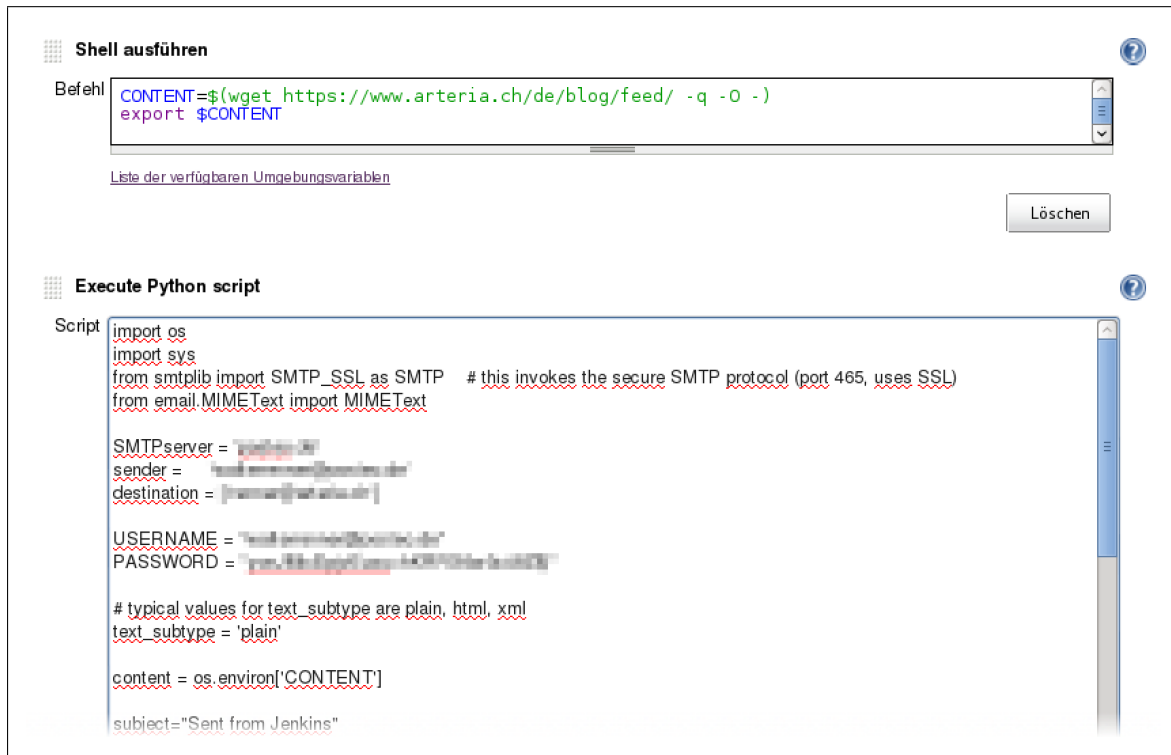 Shell ausführen
Befehl
CONTENT=$(wget https://www.arteria.ch/de/blog/feed/ -q -O -)
export $CONTENT
Liste der verfügbaren Umgebungsvariablen
Löschen
Execute Python script
Script
import os
import sys
from smtplib import SMTP_SSL as SMTP    # this invokes the secure SMTP protocol (port 465, uses SSL)
from email.MIMEText import MIMEText
SMTPserver =
sender =
destination =
USERNAME =
PASSWORD =
# typical values for text_subtype are plain, html, xml
text_subtype = 'plain'
content = os.environ['CONTENT']
subject="Sent from Jenkins"